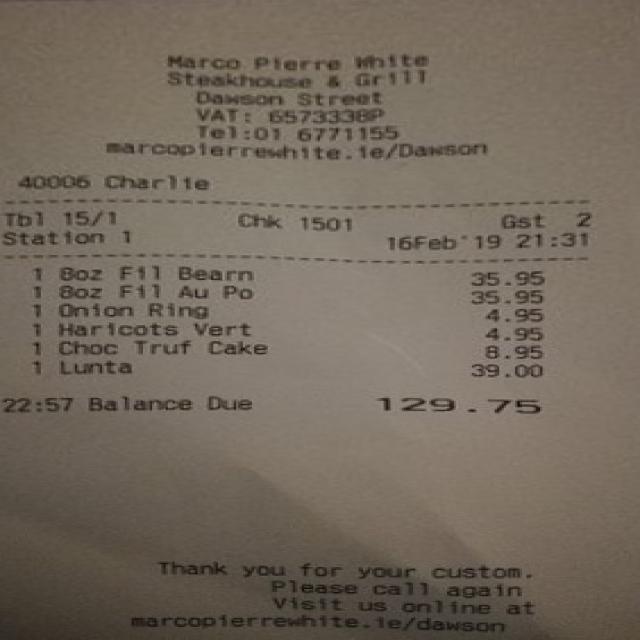 Marco Pierre White
Steakhouse & Grill
Dawson Street
VAT: 6573338P
Tel:01 6771155
marcopierrewhite.ie/Dawson
40006 Charlie
Tbl 15/1 Chk 1501 Gst 2
Station 1 16Feb'19 21:31
1 8oz Fil Bearn 35.95
1 8oz Fil Au Po 35.95
1 Onion Ring 4.95
1 Haricots Vert 4.95
1 Choc Truf Cake 8.95
1 Lunta 39.00
22:57 Balance Due 129.75
Thank you for your custom.
Please call again
Visit us online at
marcopierrewhite.ie/dawson